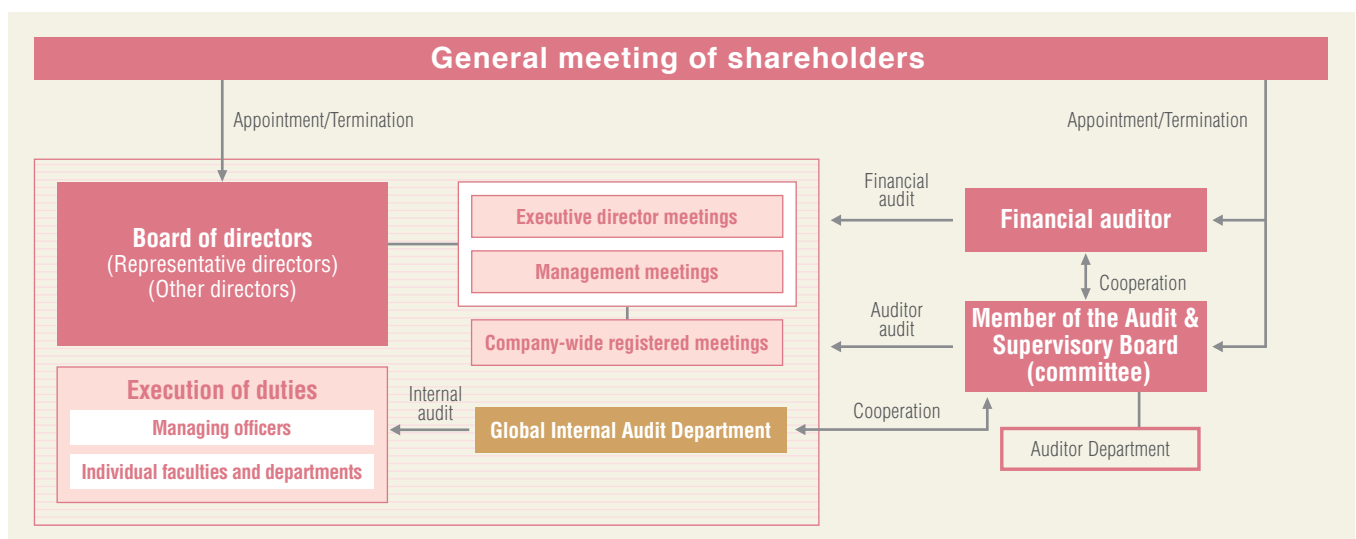 General meeting of shareholders
Appointment/Termination
Appointment/Termination
Board of directors
(Representative directors)
(Other directors)
Executive director meetings
Management meetings
Company-wide registered meetings
Financial
audit
Financial auditor
Cooperation
Auditor
audit
Member of the Audit &
Supervisory Board
(committee)
Execution of duties
Managing officers
Individual faculties and departments
Internal
audit
Global Internal Audit Department
Cooperation
Auditor Department